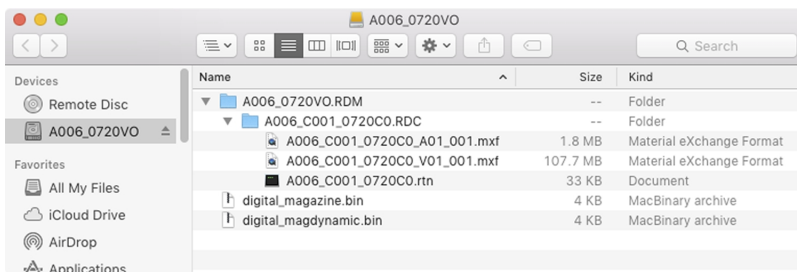 A006_0720VO
Search
Devices
Remote Disc
A006_0720VO
Favorites
All My Files
iCloud Drive
AirDrop
Applications
Name Size Kind
A006_0720VO.RDM -- Folder
A006_C001_0720C0.RDC -- Folder
A006_C001_0720C0_A01_001.mxf 1.8 MB Material eXchange Format
A006_C001_0720C0_V01_001.mxf 107.7 MB Material eXchange Format
A006_C001_0720C0.rtn 33 KB Document
digital_magazine.bin 4 KB MacBinary archive
digital_magdynamic.bin 4 KB MacBinary archive